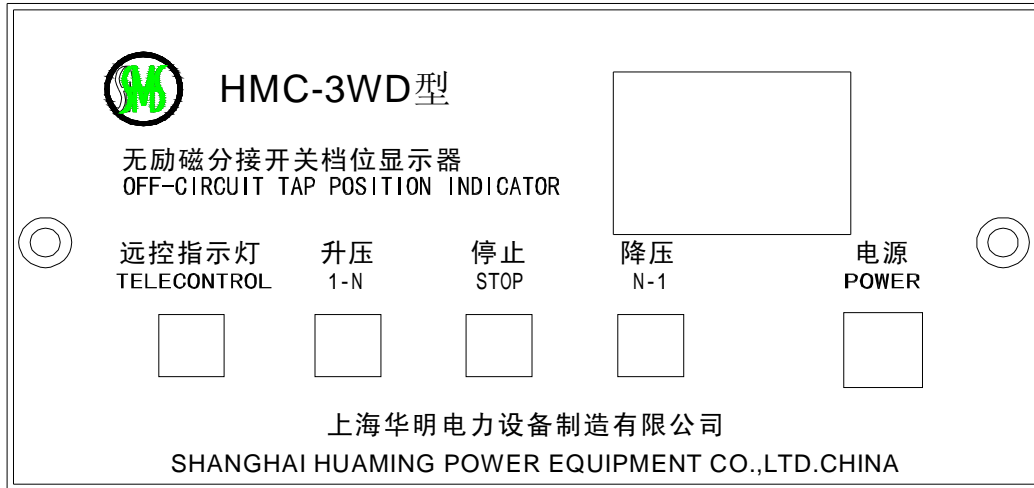 HMC-3WD型
无励磁分接开关档位显示器
OFF-CIRCUIT TAP POSITION INDICATOR
远控指示灯 升压 停止 降压 电源
TELECONTROL 1-N STOP N-1 POWER
上海华明电力设备制造有限公司
SHANGHAI HUAMING POWER EQUIPMENT CO.,LTD.CHINA